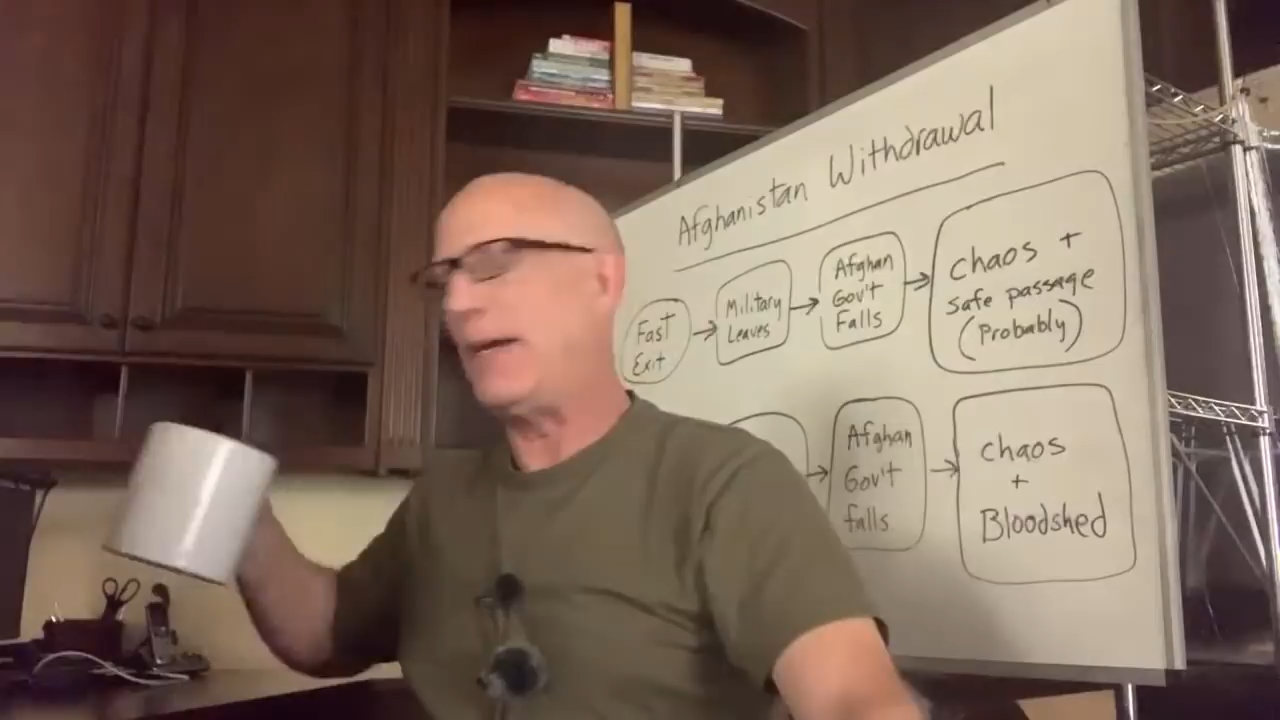 Afghanistan Withdrawal
Fast
Exit
Military
Leaves
Afghan
Gov't
Falls
chaos +
safe passage
(Probably)
Afghan
Gov't
falls
chaos
+
Bloodshed